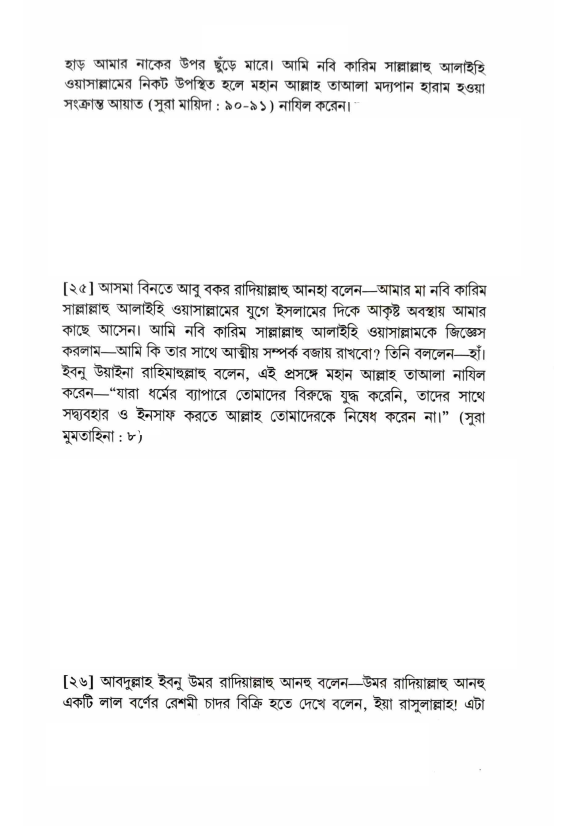 হাড় আমার নাকের উপর ছুঁড়ে মারে। আমি নবি কারিম সাল্লাল্লাহু আলাইহি
ওয়াসাল্লামের নিকট উপস্থিত হলে মহান আল্লাহ তাআলা মদ্যপান হারাম হওয়া
সংক্রান্ত আয়াত (সুরা মায়িদা : ৯০-৯১) নাযিল করেন।
[২৫] আসমা বিনতে আবু বকর রাদিয়াল্লাহু আনহা বলেন—আমার মা নবি কারিম
সাল্লাল্লাহু আলাইহি ওয়াসাল্লামের যুগে ইসলামের দিকে আকৃষ্ট অবস্থায় আমার
কাছে আসেন। আমি নবি কারিম সাল্লাল্লাহু আলাইহি ওয়াসাল্লামকে জিজ্ঞেস
করলাম—আমি কি তার সাথে আত্মীয় সম্পর্ক বজায় রাখবো? তিনি বললেন—হাঁ।
ইবনু উয়াইনা রাহিমাহুল্লাহু বলেন, এই প্রসঙ্গে মহান আল্লাহ তাআলা নাযিল
করেন—“যারা ধর্মের ব্যাপারে তোমাদের বিরুদ্ধে যুদ্ধ করেনি, তাদের সাথে
সদ্ব্যবহার ও ইনসাফ করতে আল্লাহ তোমাদেরকে নিষেধ করেন না।” (সুরা
মুমতাহিনা : ৮)
[২৬] আবদুল্লাহ ইবনু উমর রাদিয়াল্লাহু আনহু বলেন—উমর রাদিয়াল্লাহু আনহু
একটি লাল বর্ণের রেশমী চাদর বিক্রি হতে দেখে বলেন, ইয়া রাসুলাল্লাহ! এটা